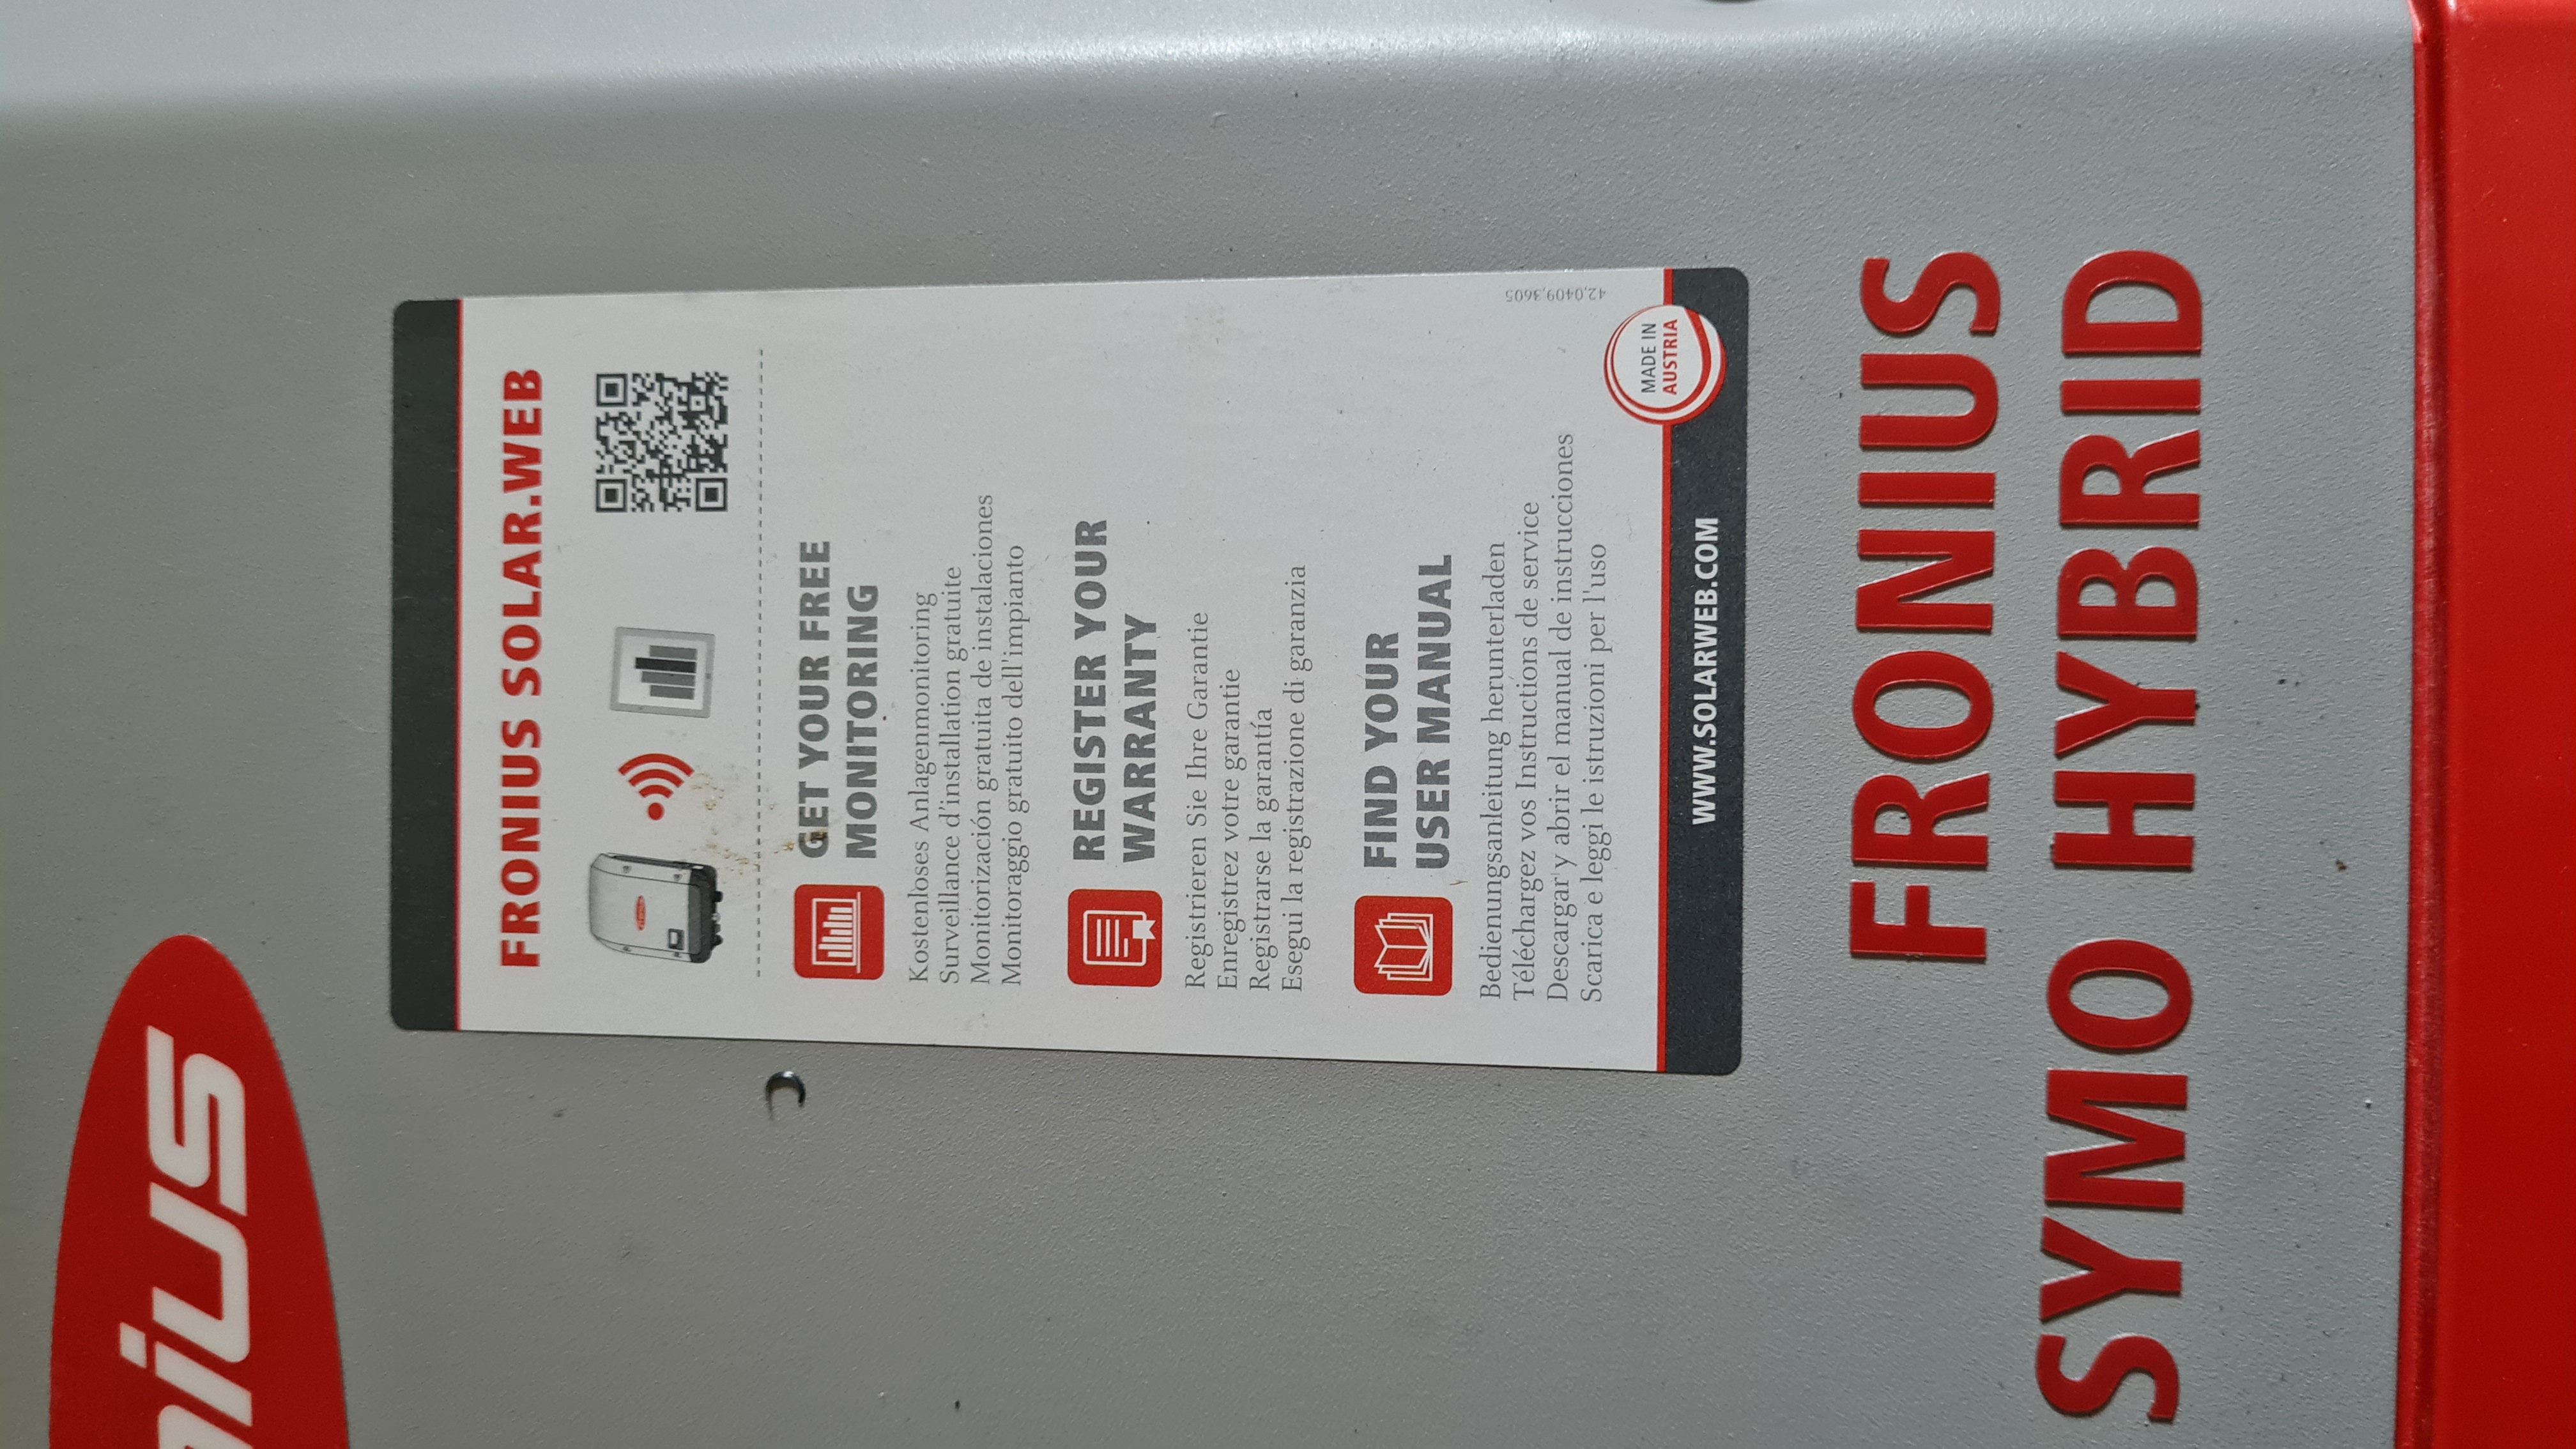 nius
FRONIUS SOLAR.WEB
GET YOUR FREE
MONITORING
Kostenloses Anlagenmonitoring
Surveillance d'installation gratuite
Monitorización gratuita de instalaciones
Monitoraggio gratuito dell'impianto
REGISTER YOUR
WARRANTY
Registrieren Sie Ihre Garantie
Enregistrez votre garantie
Registrarse la garantía
Esegui la registrazione di garanzia
FIND YOUR
USER MANUAL
Bedienungsanleitung herunterladen
Téléchargez vos Instructions de service
Descargar y abrir el manual de instrucciones
Scarica e leggi le istruzioni per l'uso
42,0409,3605
MADE IN
AUSTRIA
WWW.SOLARWEB.COM
FRONIUS
SYMO HYBRID